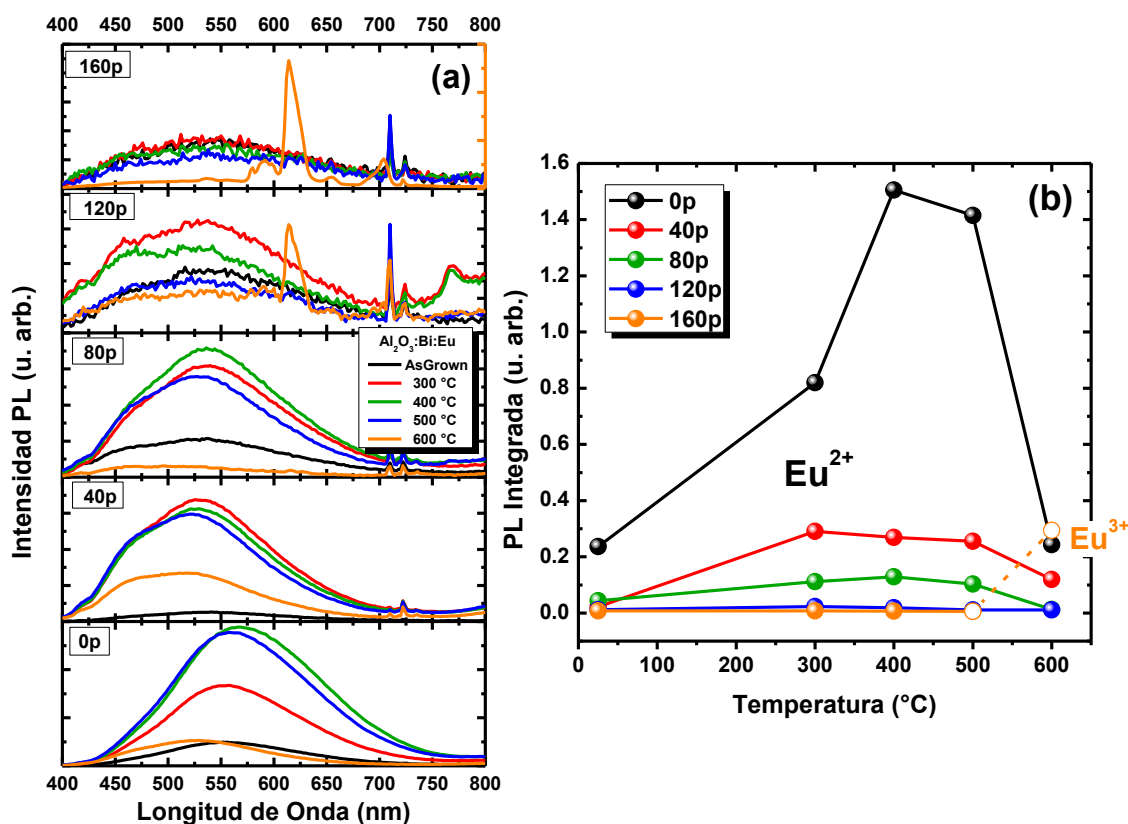 400 450 500 550 600 650 700 750 800
160p
(a)
120p
80p
Al₂O₃:Bi:Eu
AsGrown
300 °C
400 °C
500 °C
600 °C
40p
0p
400 450 500 550 600 650 700 750 800
Longitud de Onda (nm)
Intensidad PL (u. arb.)
(b)
0p
40p
80p
120p
160p
Eu²⁺
Eu³⁺
1.6
1.4
1.2
1.0
0.8
0.6
0.4
0.2
0.0
0 100 200 300 400 500 600
Temperatura (°C)
PL Integrada (u. arb.)